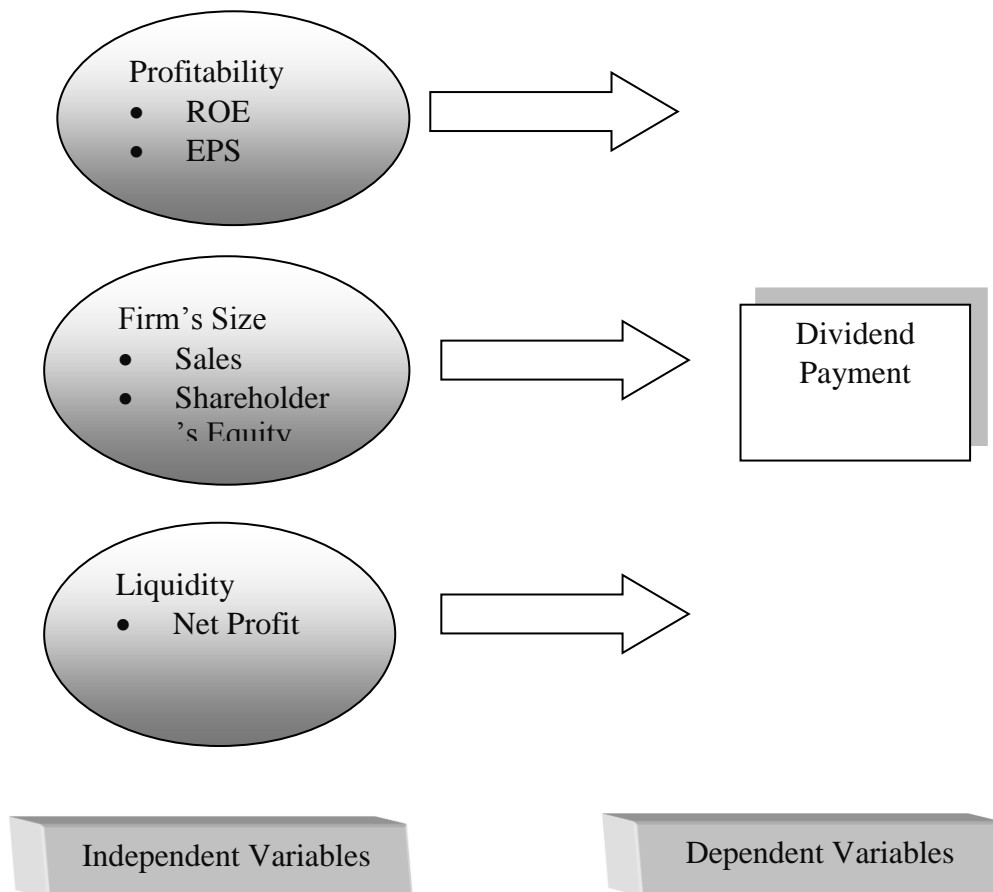 Profitability
• ROE
• EPS
Firm’s Size
• Sales
• Shareholder
’s Equity
Dividend
Payment
Liquidity
• Net Profit
Independent Variables
Dependent Variables